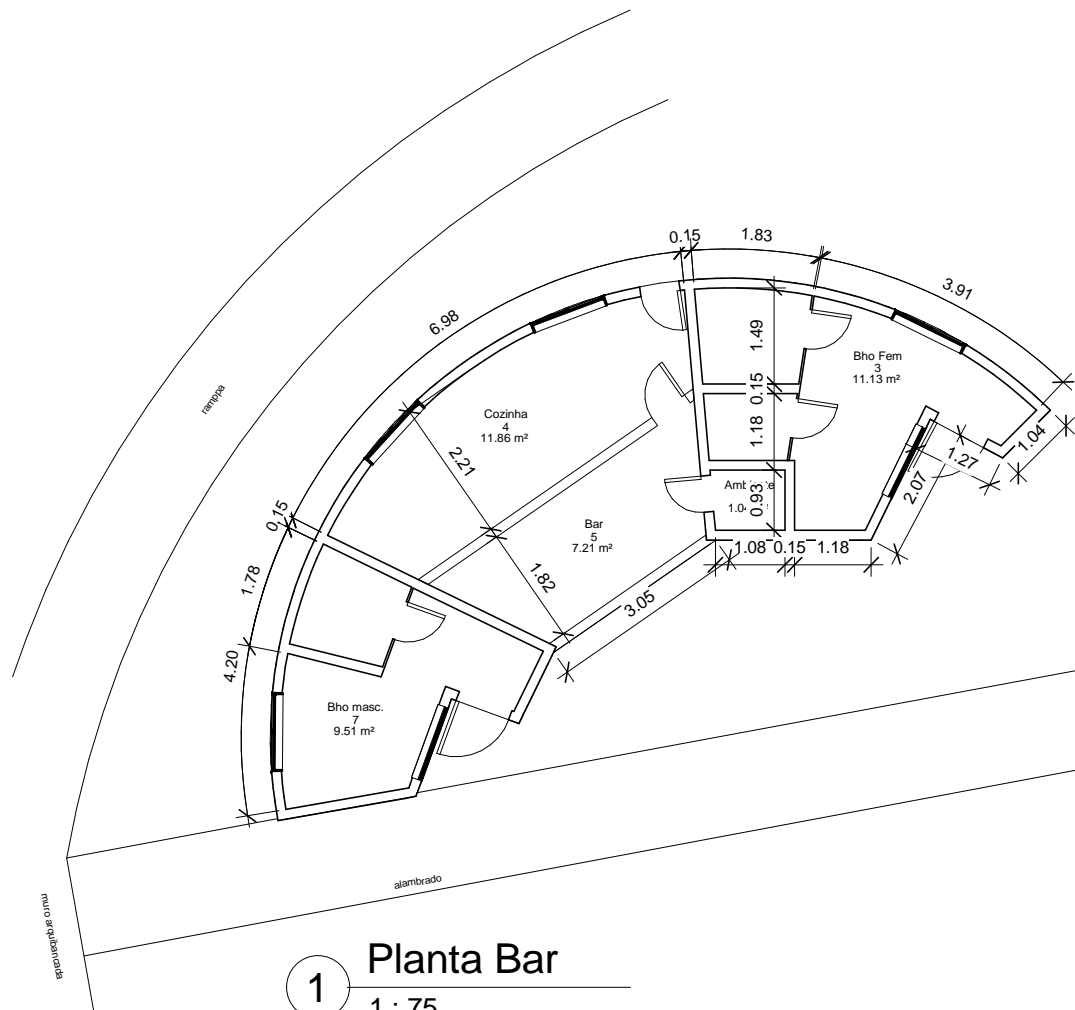 0.15
1.83
3.91
6.98
1.49
0.15
1.18
0.93
Bho Fem
3
11.13 m²
ramppa
Cozinha
4
11.86 m²
2.21
1.04
1.27
2.07
Bar
5
7.21 m²
0.15
1.08
0.15
1.18
1.82
3.05
1.78
4.20
Bho masc.
7
9.51 m²
alambrado
muro arquibancada
1
Planta Bar
1 : 75